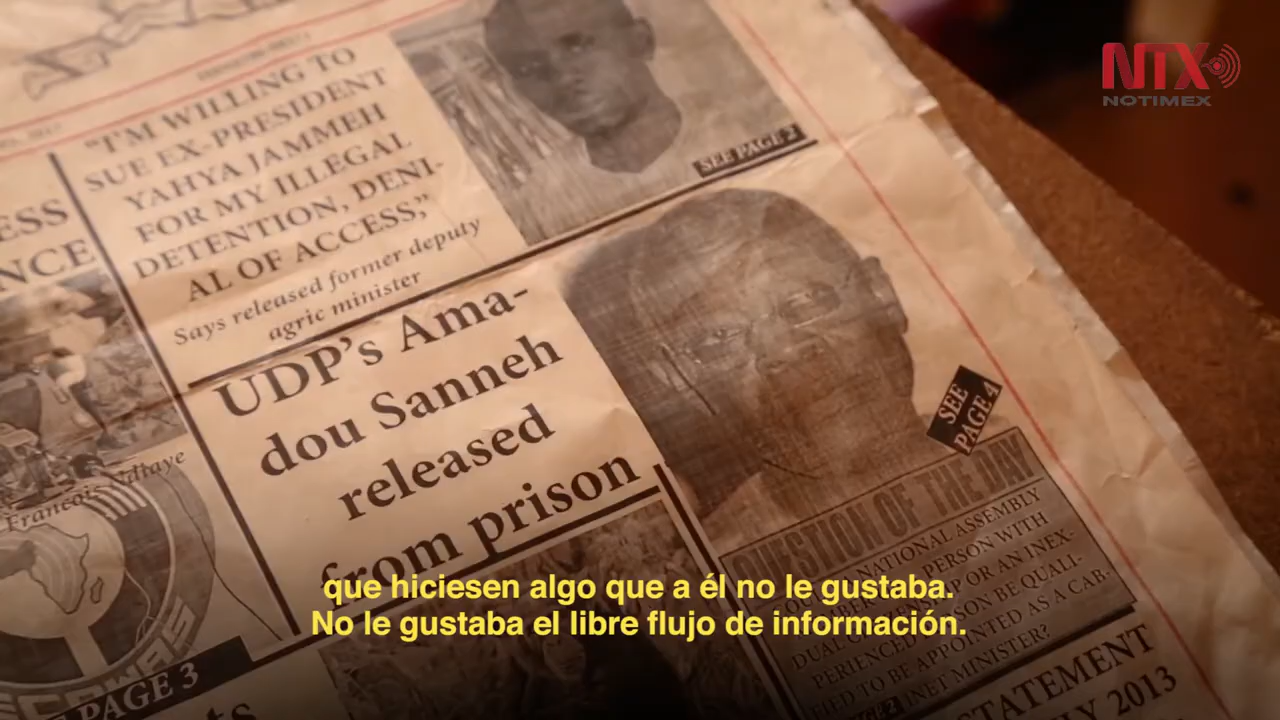 NTX
NOTIMEX
"I'M WILLING TO
SUE EX-PRESIDENT
YAHYA JAMMEH
FOR MY ILLEGAL
DETENTION, DENI-
AL OF ACCESS,"
Says released former deputy
agric minister
SEE PAGE 2
ESS
NCE
UDP's Ama-
dou Sanneh
released
from prison
SEE
PAGE 4
Francois Ndiaye
ECOWAS
PAGE 3
QUESTION OF THE DAY
NATIONAL ASSEMBLY
PERSON WITH
OR AN INEX-
BE QUALI-
FIED TO BE APPOINTED AS A CAB-
INET MINISTER?
STATEMENT
2013
que hiciesen algo que a él no le gustaba.
No le gustaba el libre flujo de información.